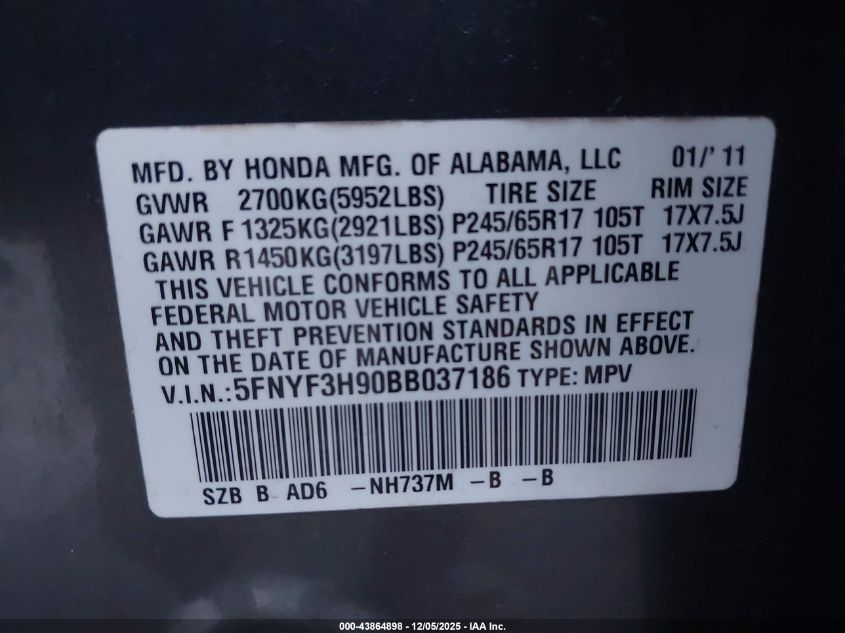 MFD. BY HONDA MFG. OF ALABAMA, LLC 01/'11
GVWR 2700KG(5952LBS) TIRE SIZE RIM SIZE
GAWR F 1325KG(2921LBS) P245/65R17 105T 17X7.5J
GAWR R1450KG(3197LBS) P245/65R17 105T 17X7.5J
THIS VEHICLE CONFORMS TO ALL APPLICABLE
FEDERAL MOTOR VEHICLE SAFETY
AND THEFT PREVENTION STANDARDS IN EFFECT
ON THE DATE OF MANUFACTURE SHOWN ABOVE.
V.I.N.:5FNYF3H90BB037186 TYPE: MPV
SZB B AD6 -NH737M -B -B
000-43864898 - 12/05/2025 - IAA Inc.